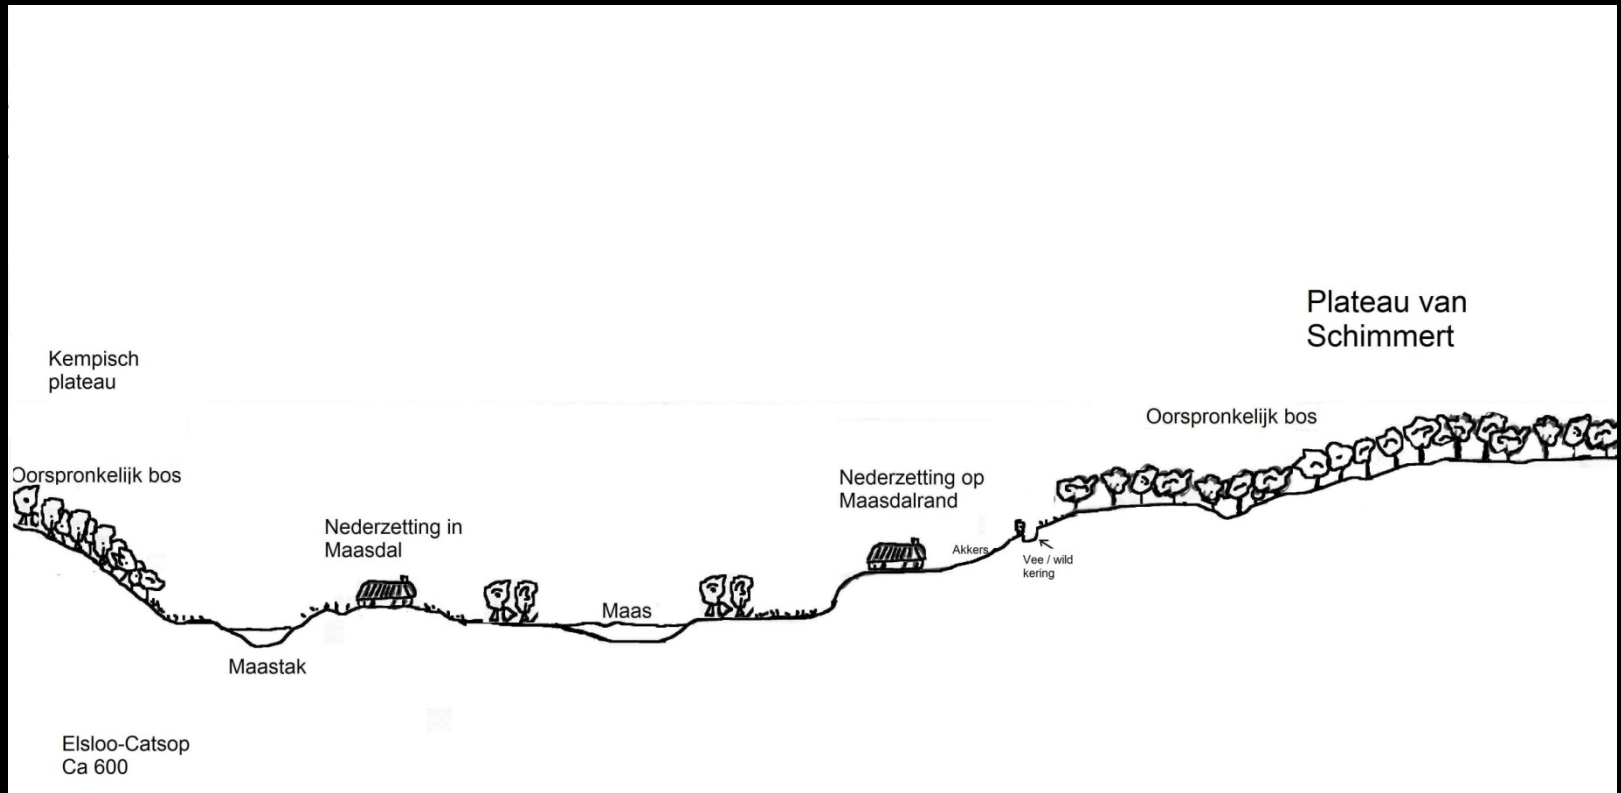 Plateau van
Schimmert
Kempisch
plateau
Oorspronkelijk bos
Oorspronkelijk bos
Nederzetting op
Maasdalrand
Nederzetting in
Maasdal
Akkers
Vee / wild
kering
Maas
Maastak
Elsloo-Catsop
Ca 600